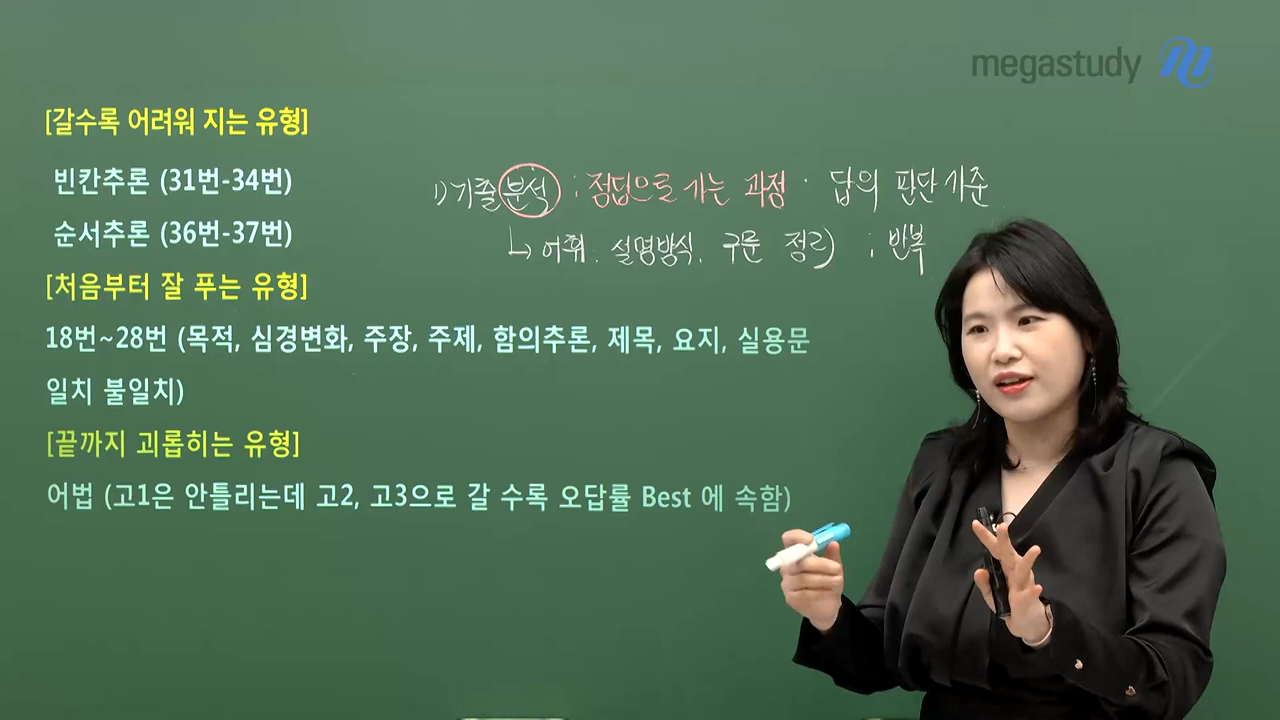 megastudy
[갈수록 어려워 지는 유형]
빈칸추론 (31번-34번)
순서추론 (36번-37번)
[처음부터 잘 푸는 유형]
18번~28번 (목적, 심경변화, 주장, 주제, 함의추론, 제목, 요지, 실용문
일치 불일치)
[끝까지 괴롭히는 유형]
어법 (고1은 안틀리는데 고2, 고3으로 갈 수록 오답률 Best 에 속함)
1) 기출분석 : 정답으로 가는 과정 · 답의 판단 기준
↳ 어휘. 설명방식. 구문 정리) ; 반복